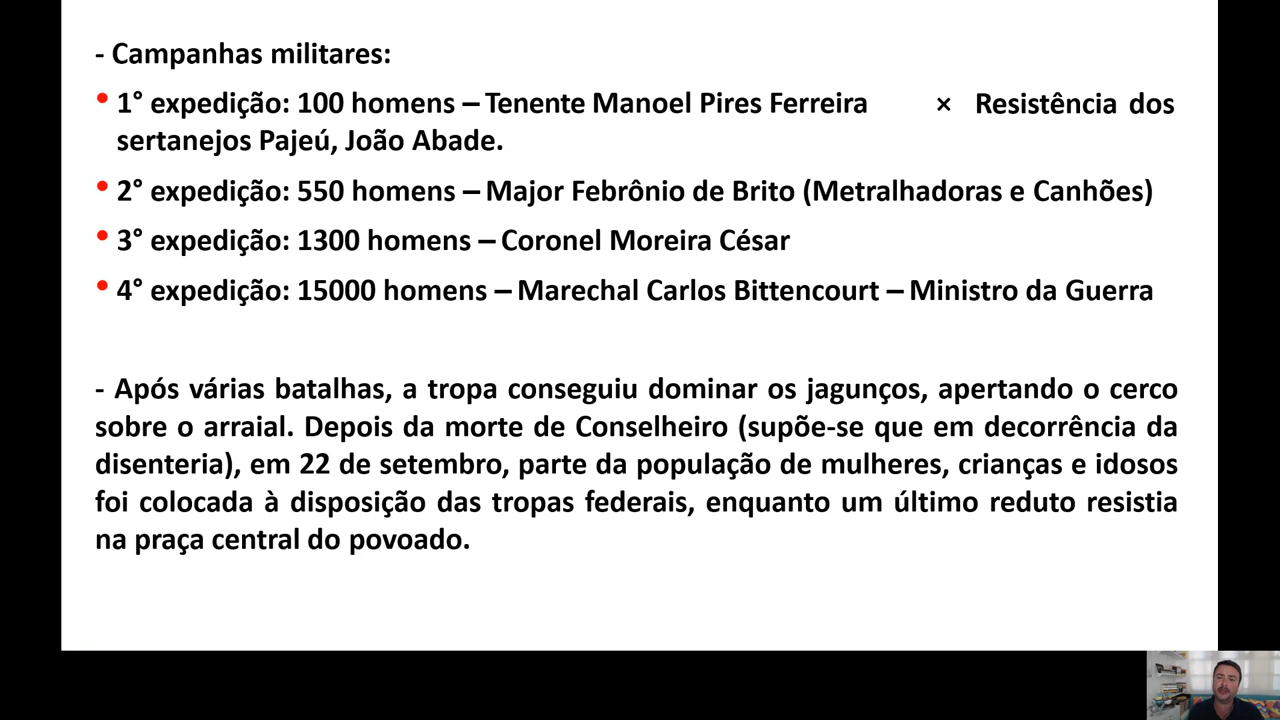 - Campanhas militares:
• 1° expedição: 100 homens – Tenente Manoel Pires Ferreira × Resistência dos
sertanejos Pajeú, João Abade.
• 2° expedição: 550 homens – Major Febrônio de Brito (Metralhadoras e Canhões)
• 3° expedição: 1300 homens – Coronel Moreira César
• 4° expedição: 15000 homens – Marechal Carlos Bittencourt – Ministro da Guerra
- Após várias batalhas, a tropa conseguiu dominar os jagunços, apertando o cerco
sobre o arraial. Depois da morte de Conselheiro (supõe-se que em decorrência da
disenteria), em 22 de setembro, parte da população de mulheres, crianças e idosos
foi colocada à disposição das tropas federais, enquanto um último reduto resistia
na praça central do povoado.